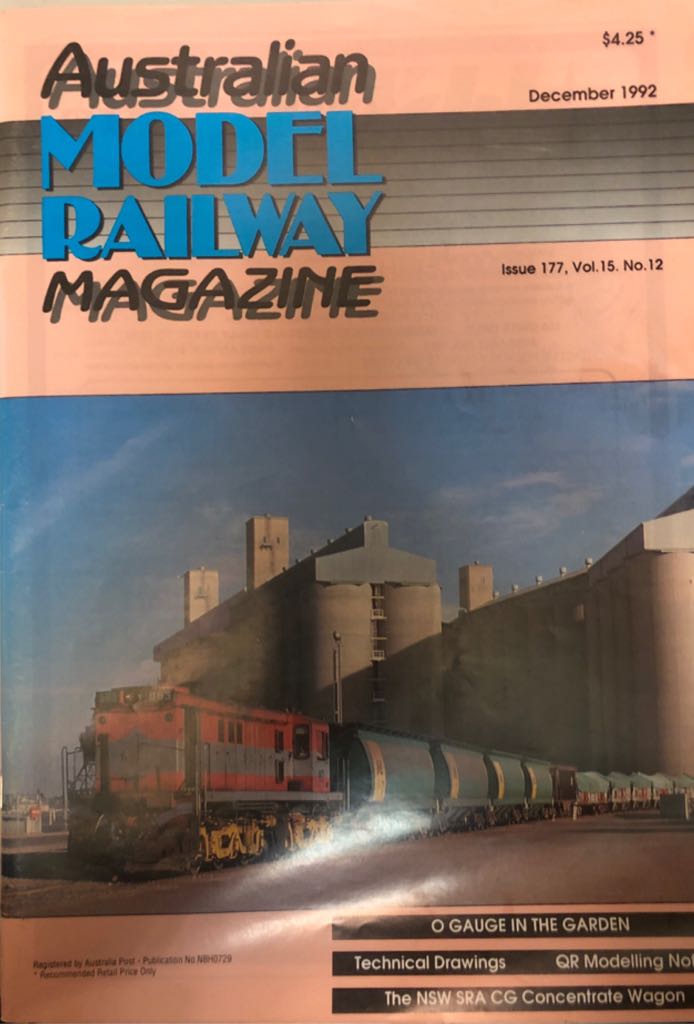 $4.25 *
Australian
December 1992
MODEL
RAILWAY
MAGAZINE
Issue 177, Vol.15. No.12
O GAUGE IN THE GARDEN
Technical Drawings QR Modelling Not
The NSW SRA CG Concentrate Wagon
Registered by Australia Post - Publication No.NBH0729
* Recommended Retail Price Only